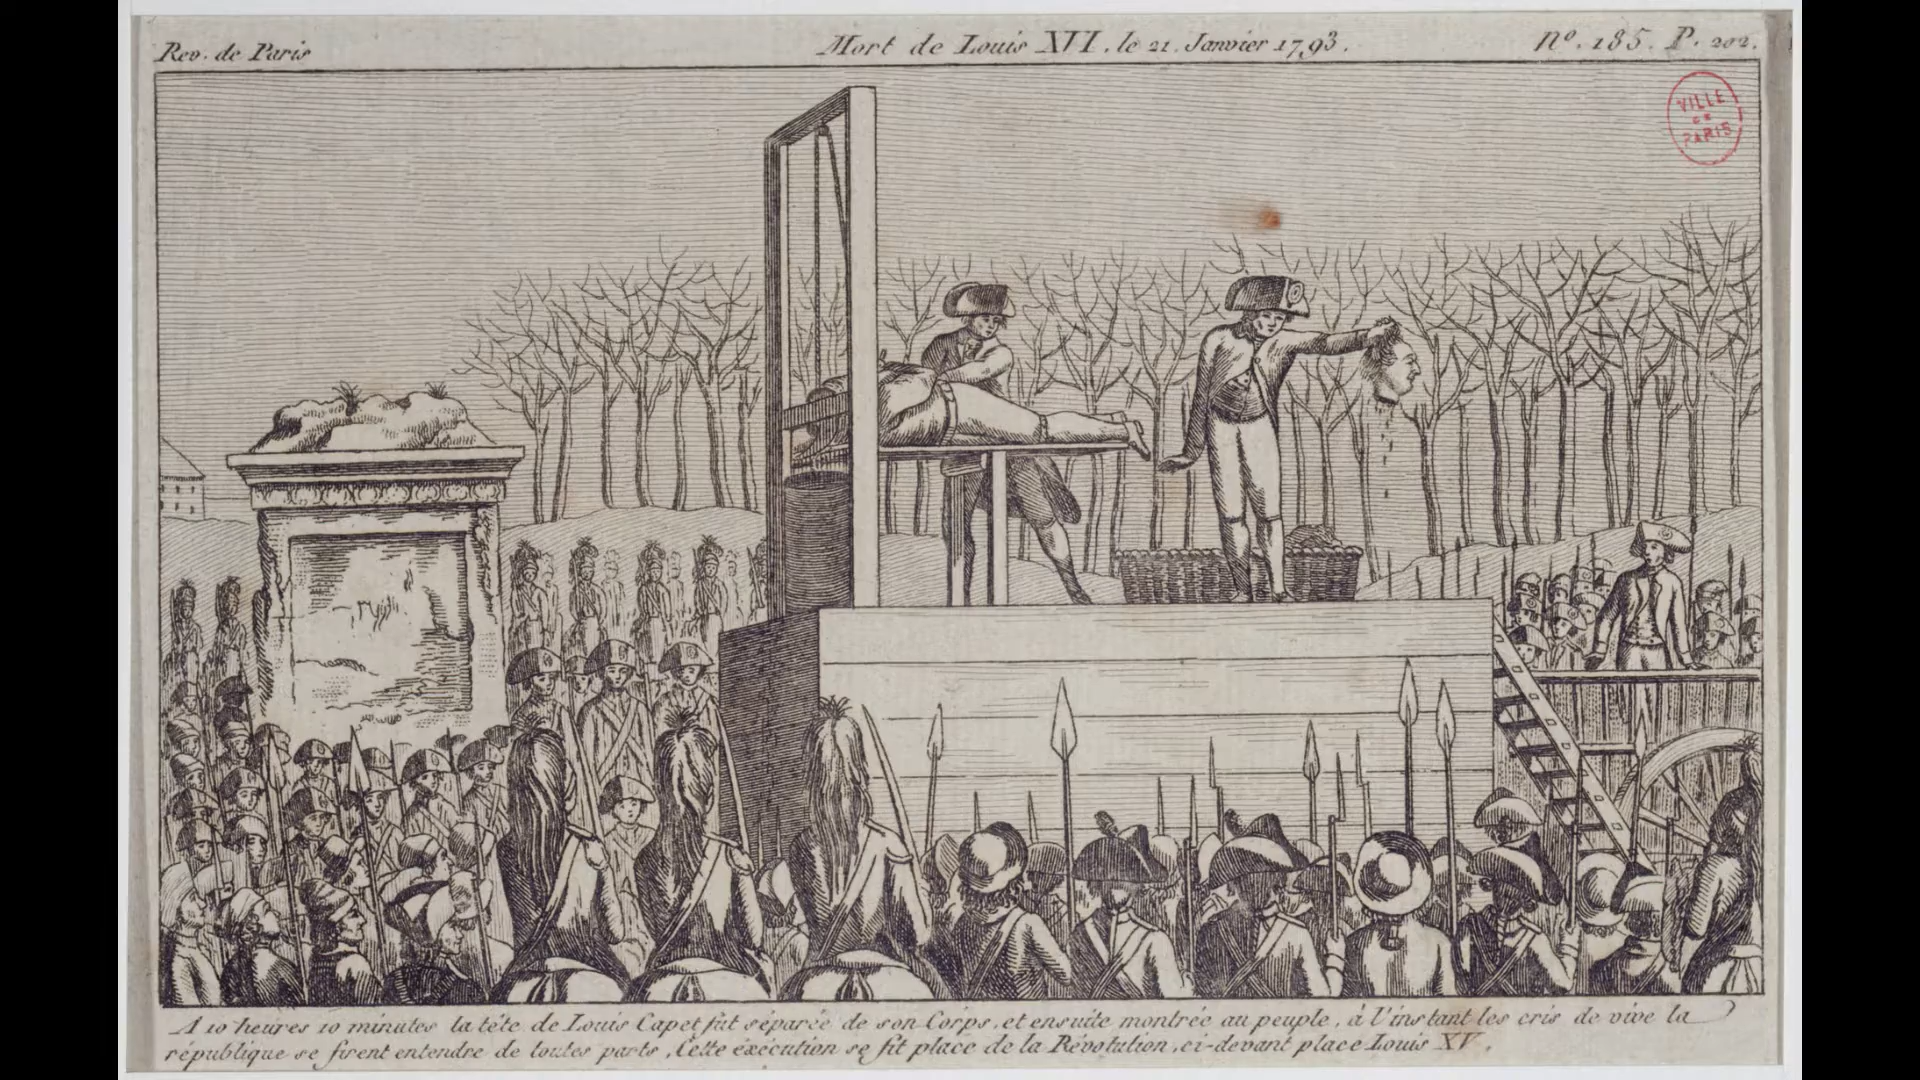 Rev. de Paris
Mort de Louis XVI, le 21. Janvier 1793.
No. 185. P. 202.
VILLE
DE
PARIS
A 10 heures 10 minutes la tête de Louis Capet fut séparée de son Corps, et ensuite montrée au peuple, à l'instant les cris de vive la
république se firent entendre de toutes parts, Cette éxécution se fit place de la Révolution, ci-devant place Louis XV.